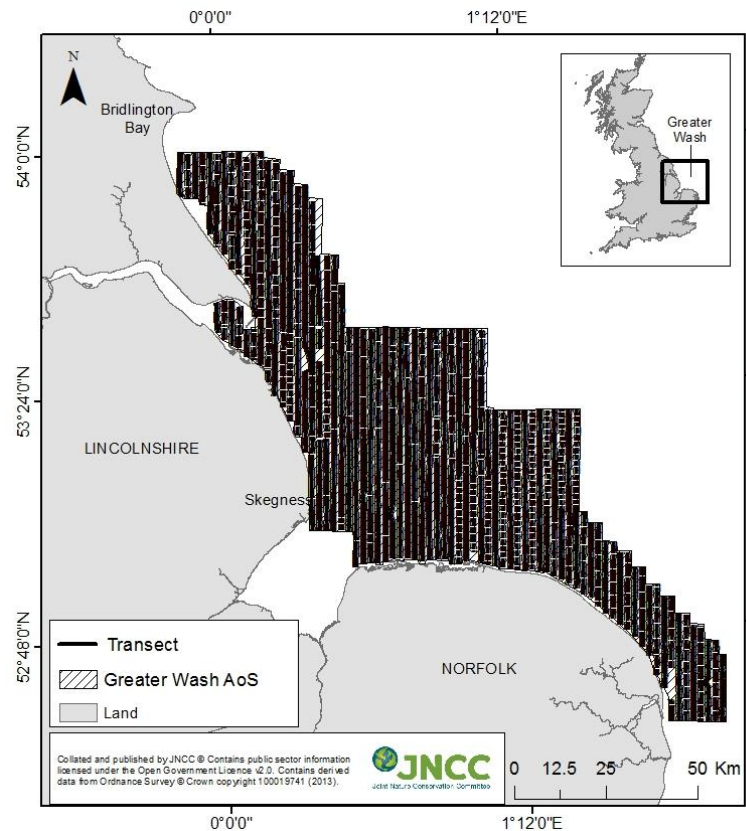 0°0'0" 1°12'0"E
N
Bridlington
Bay
Greater
Wash
54°0'0"N
53°24'0"N
LINCOLNSHIRE
Skegness
52°48'0"N
Transect
Greater Wash AoS
Land
NORFOLK
Collated and published by JNCC © Contains public sector information
licensed under the Open Government Licence v2.0. Contains derived
data from Ordnance Survey © Crown copyright 100019741 (2013).
JNCC
Joint Nature Conservation Committee
0 12.5 25 50 Km
0°0'0" 1°12'0"E